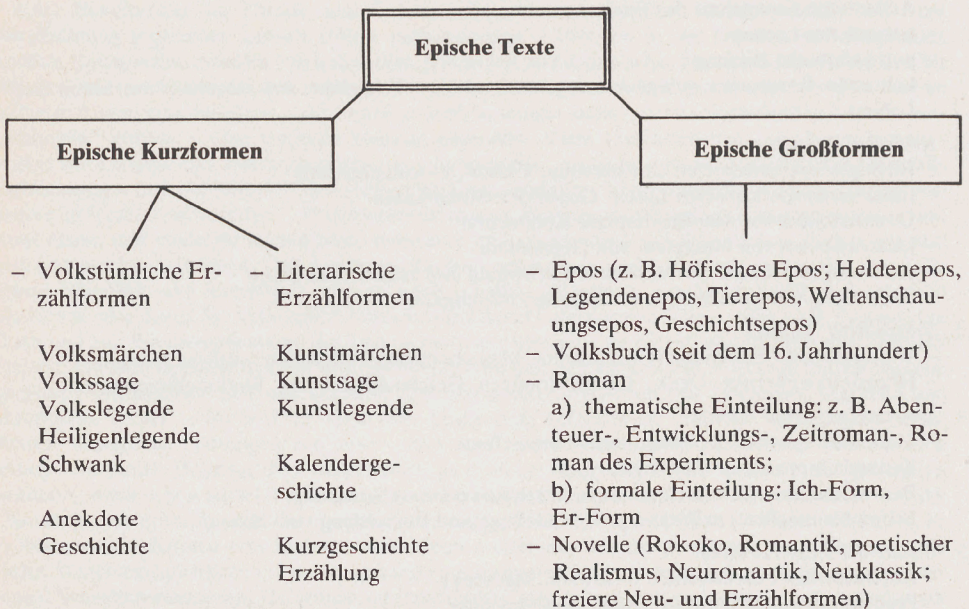 Epische Texte
Epische Kurzformen
Epische Großformen
– Volkstümliche Er-
zählformen
Volksmärchen
Volkssage
Volkslegende
Heiligenlegende
Schwank
Anekdote
Geschichte
– Literarische
Erzählformen
Kunstmärchen
Kunstsage
Kunstlegende
Kalenderge-
schichte
Kurzgeschichte
Erzählung
– Epos (z. B. Höfisches Epos; Heldenepos,
Legendenepos, Tierepos, Weltanschau-
ungsepos, Geschichtsepos)
– Volksbuch (seit dem 16. Jahrhundert)
– Roman
a) thematische Einteilung: z. B. Aben-
teuer-, Entwicklungs-, Zeitroman-, Ro-
man des Experiments;
b) formale Einteilung: Ich-Form,
Er-Form
– Novelle (Rokoko, Romantik, poetischer
Realismus, Neuromantik, Neuklassik;
freiere Neu- und Erzählformen)